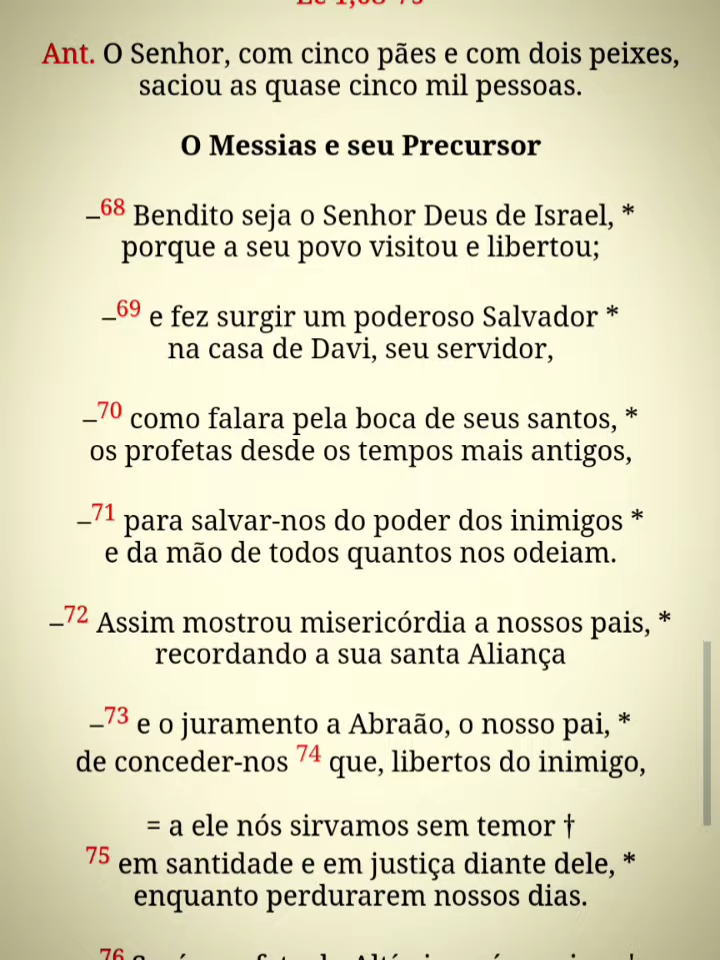 Ant. O Senhor, com cinco pães e com dois peixes,
saciou as quase cinco mil pessoas.
O Messias e seu Precursor
–68 Bendito seja o Senhor Deus de Israel, *
porque a seu povo visitou e libertou;
–69 e fez surgir um poderoso Salvador *
na casa de Davi, seu servidor,
–70 como falara pela boca de seus santos, *
os profetas desde os tempos mais antigos,
–71 para salvar-nos do poder dos inimigos *
e da mão de todos quantos nos odeiam.
–72 Assim mostrou misericórdia a nossos pais, *
recordando a sua santa Aliança
–73 e o juramento a Abraão, o nosso pai, *
de conceder-nos 74 que, libertos do inimigo,
= a ele nós sirvamos sem temor †
75 em santidade e em justiça diante dele, *
enquanto perdurarem nossos dias.
76